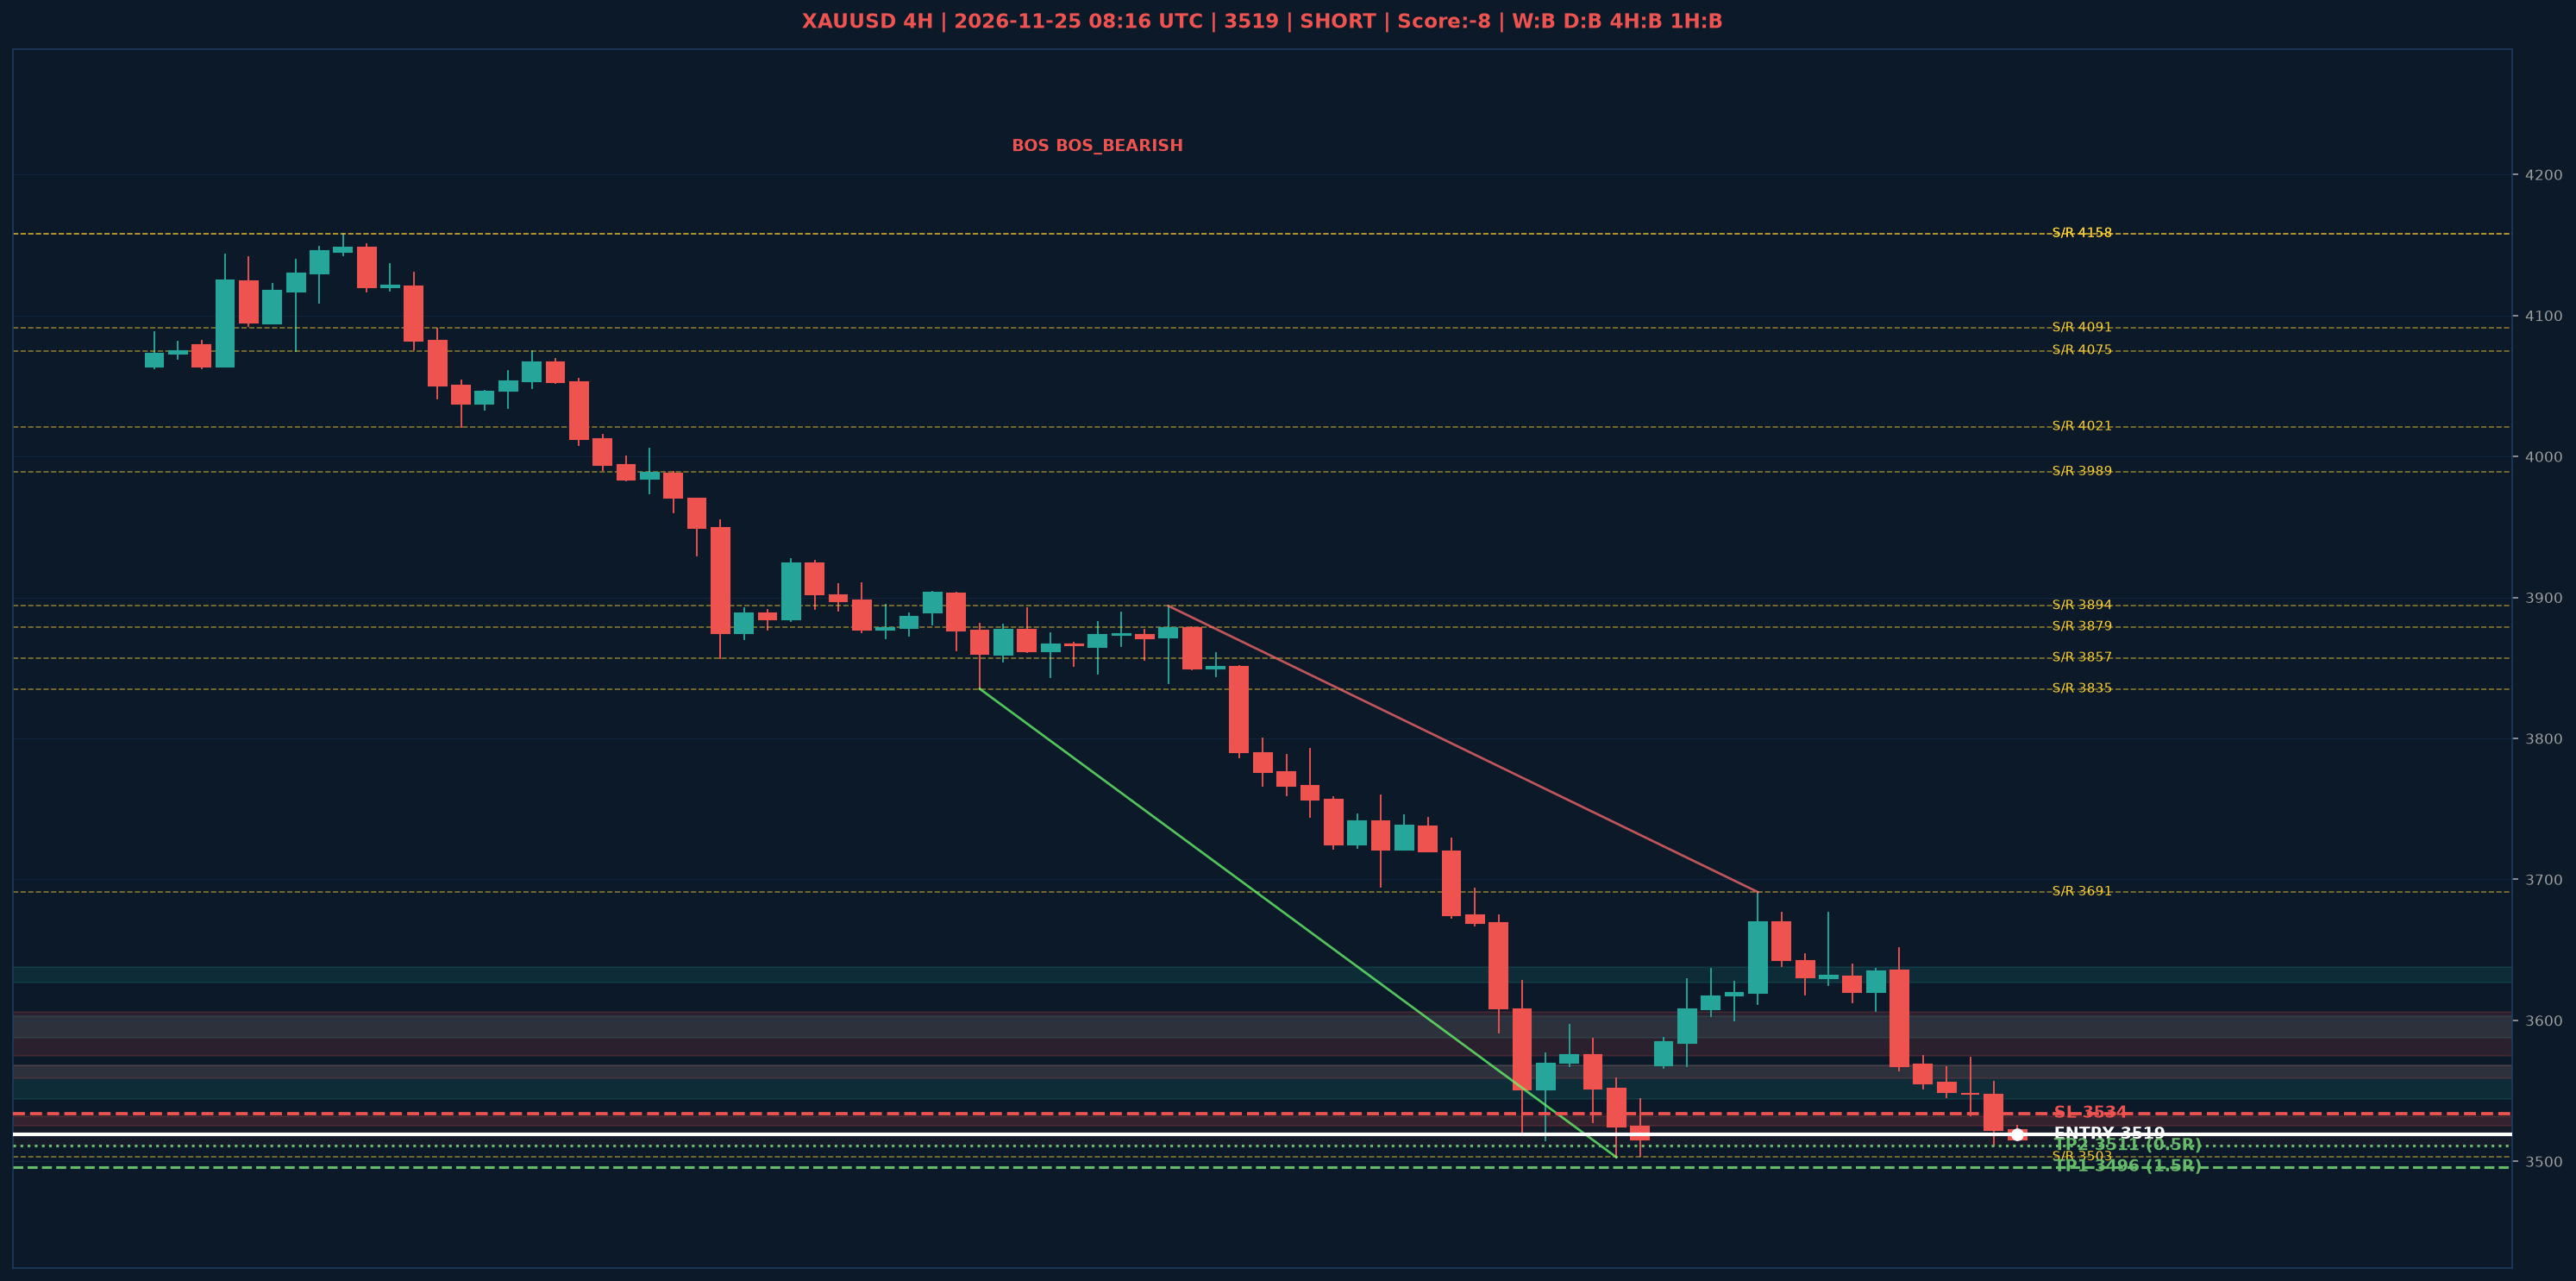 XAUUSD 4H | 2026-11-25 08:16 UTC | 3519 | SHORT | Score:-8 | W:B D:B 4H:B 1H:B
BOS BOS_BEARISH
4200
S/R 4158
4100
S/R 4091
S/R 4075
S/R 4021
4000
S/R 3989
3900
S/R 3894
S/R 3879
S/R 3857
S/R 3835
3800
3700
S/R 3691
3600
SL 3534
ENTRY 3519
TP2 3511 (0.5R)
S/R 3503
TP1 3496 (1.5R)
3500